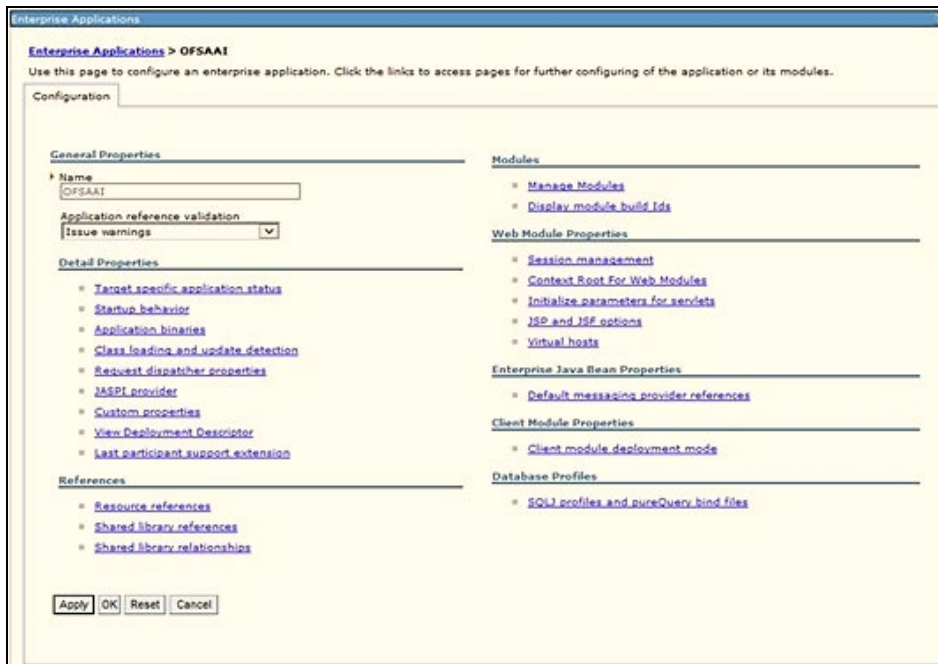 Enterprise Applications
Enterprise Applications > OFSAAI
Use this page to configure an enterprise application. Click the links to access pages for further configuring of the application or its modules.
Configuration
General Properties
Name
OFSAAI
Application reference validation
Issue warnings
Detail Properties
Target specific application status
Startup behavior
Application binaries
Class loading and update detection
Request dispatcher properties
JASPI provider
Custom properties
View Deployment Descriptor
Last participant support extension
References
Resource references
Shared library references
Shared library relationships
Modules
Manage Modules
Display module build Ids
Web Module Properties
Session management
Context Root For Web Modules
Initialize parameters for servlets
JSP and JSF options
Virtual hosts
Enterprise Java Bean Properties
Default messaging provider references
Client Module Properties
Client module deployment mode
Database Profiles
SQLJ profiles and pureQuery bind files
Apply OK Reset Cancel